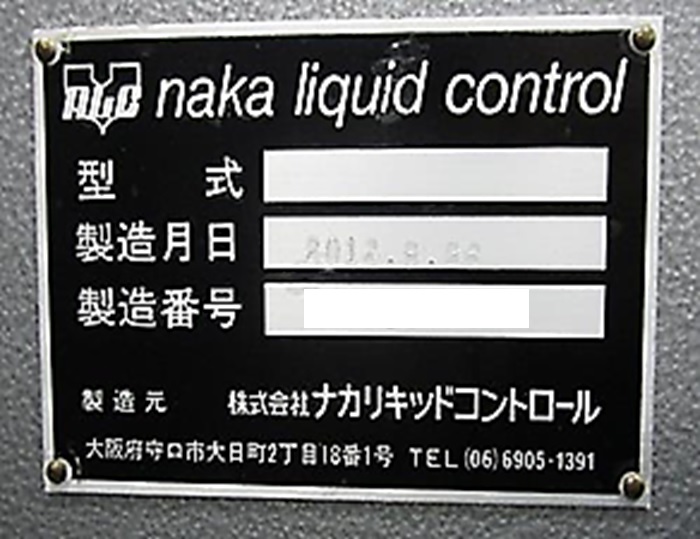 NLC naka liquid control
型式
製造月日
製造番号
製造元 株式会社ナカリキッドコントロール
大阪府守口市大日町2丁目18番1号 TEL (06)6905-1391